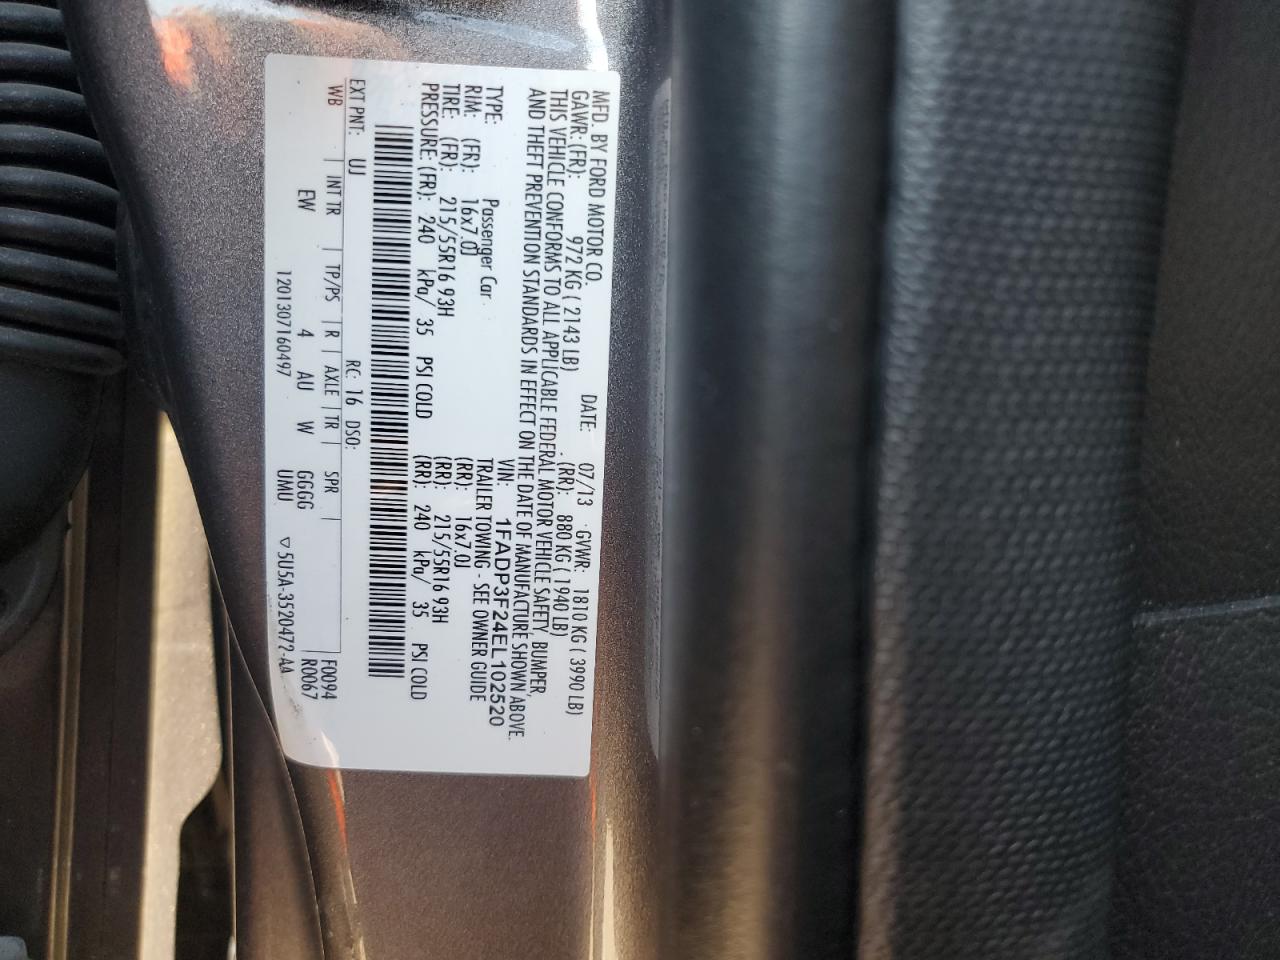 MFD. BY FORD MOTOR CO.
DATE: 07/13 GVWR: 1810 KG ( 3990 LB)
GAWR: (FR): 972 KG ( 2143 LB) (RR): 880 KG ( 1940 LB)
THIS VEHICLE CONFORMS TO ALL APPLICABLE FEDERAL MOTOR VEHICLE SAFETY, BUMPER,
AND THEFT PREVENTION STANDARDS IN EFFECT ON THE DATE OF MANUFACTURE SHOWN ABOVE.
VIN: 1FADP3F24EL102520
TYPE: Passenger Car TRAILER TOWING - SEE OWNER GUIDE
RIM: (FR): 16x7.0J (RR): 16x7.0J
TIRE: (FR): 215/55R16 93H (RR): 215/55R16 93H
PRESSURE: (FR): 240 kPa/ 35 PSI COLD (RR): 240 kPa/ 35 PSI COLD
EXT PNT: UJ RC: 16 DSO:
WB | INT TR | TP/PS | R | AXLE | TR | SPR F0094
EW 4 AU W GGGG R0067
UMU
1201307160497 ▽5U5A-3520472-AA